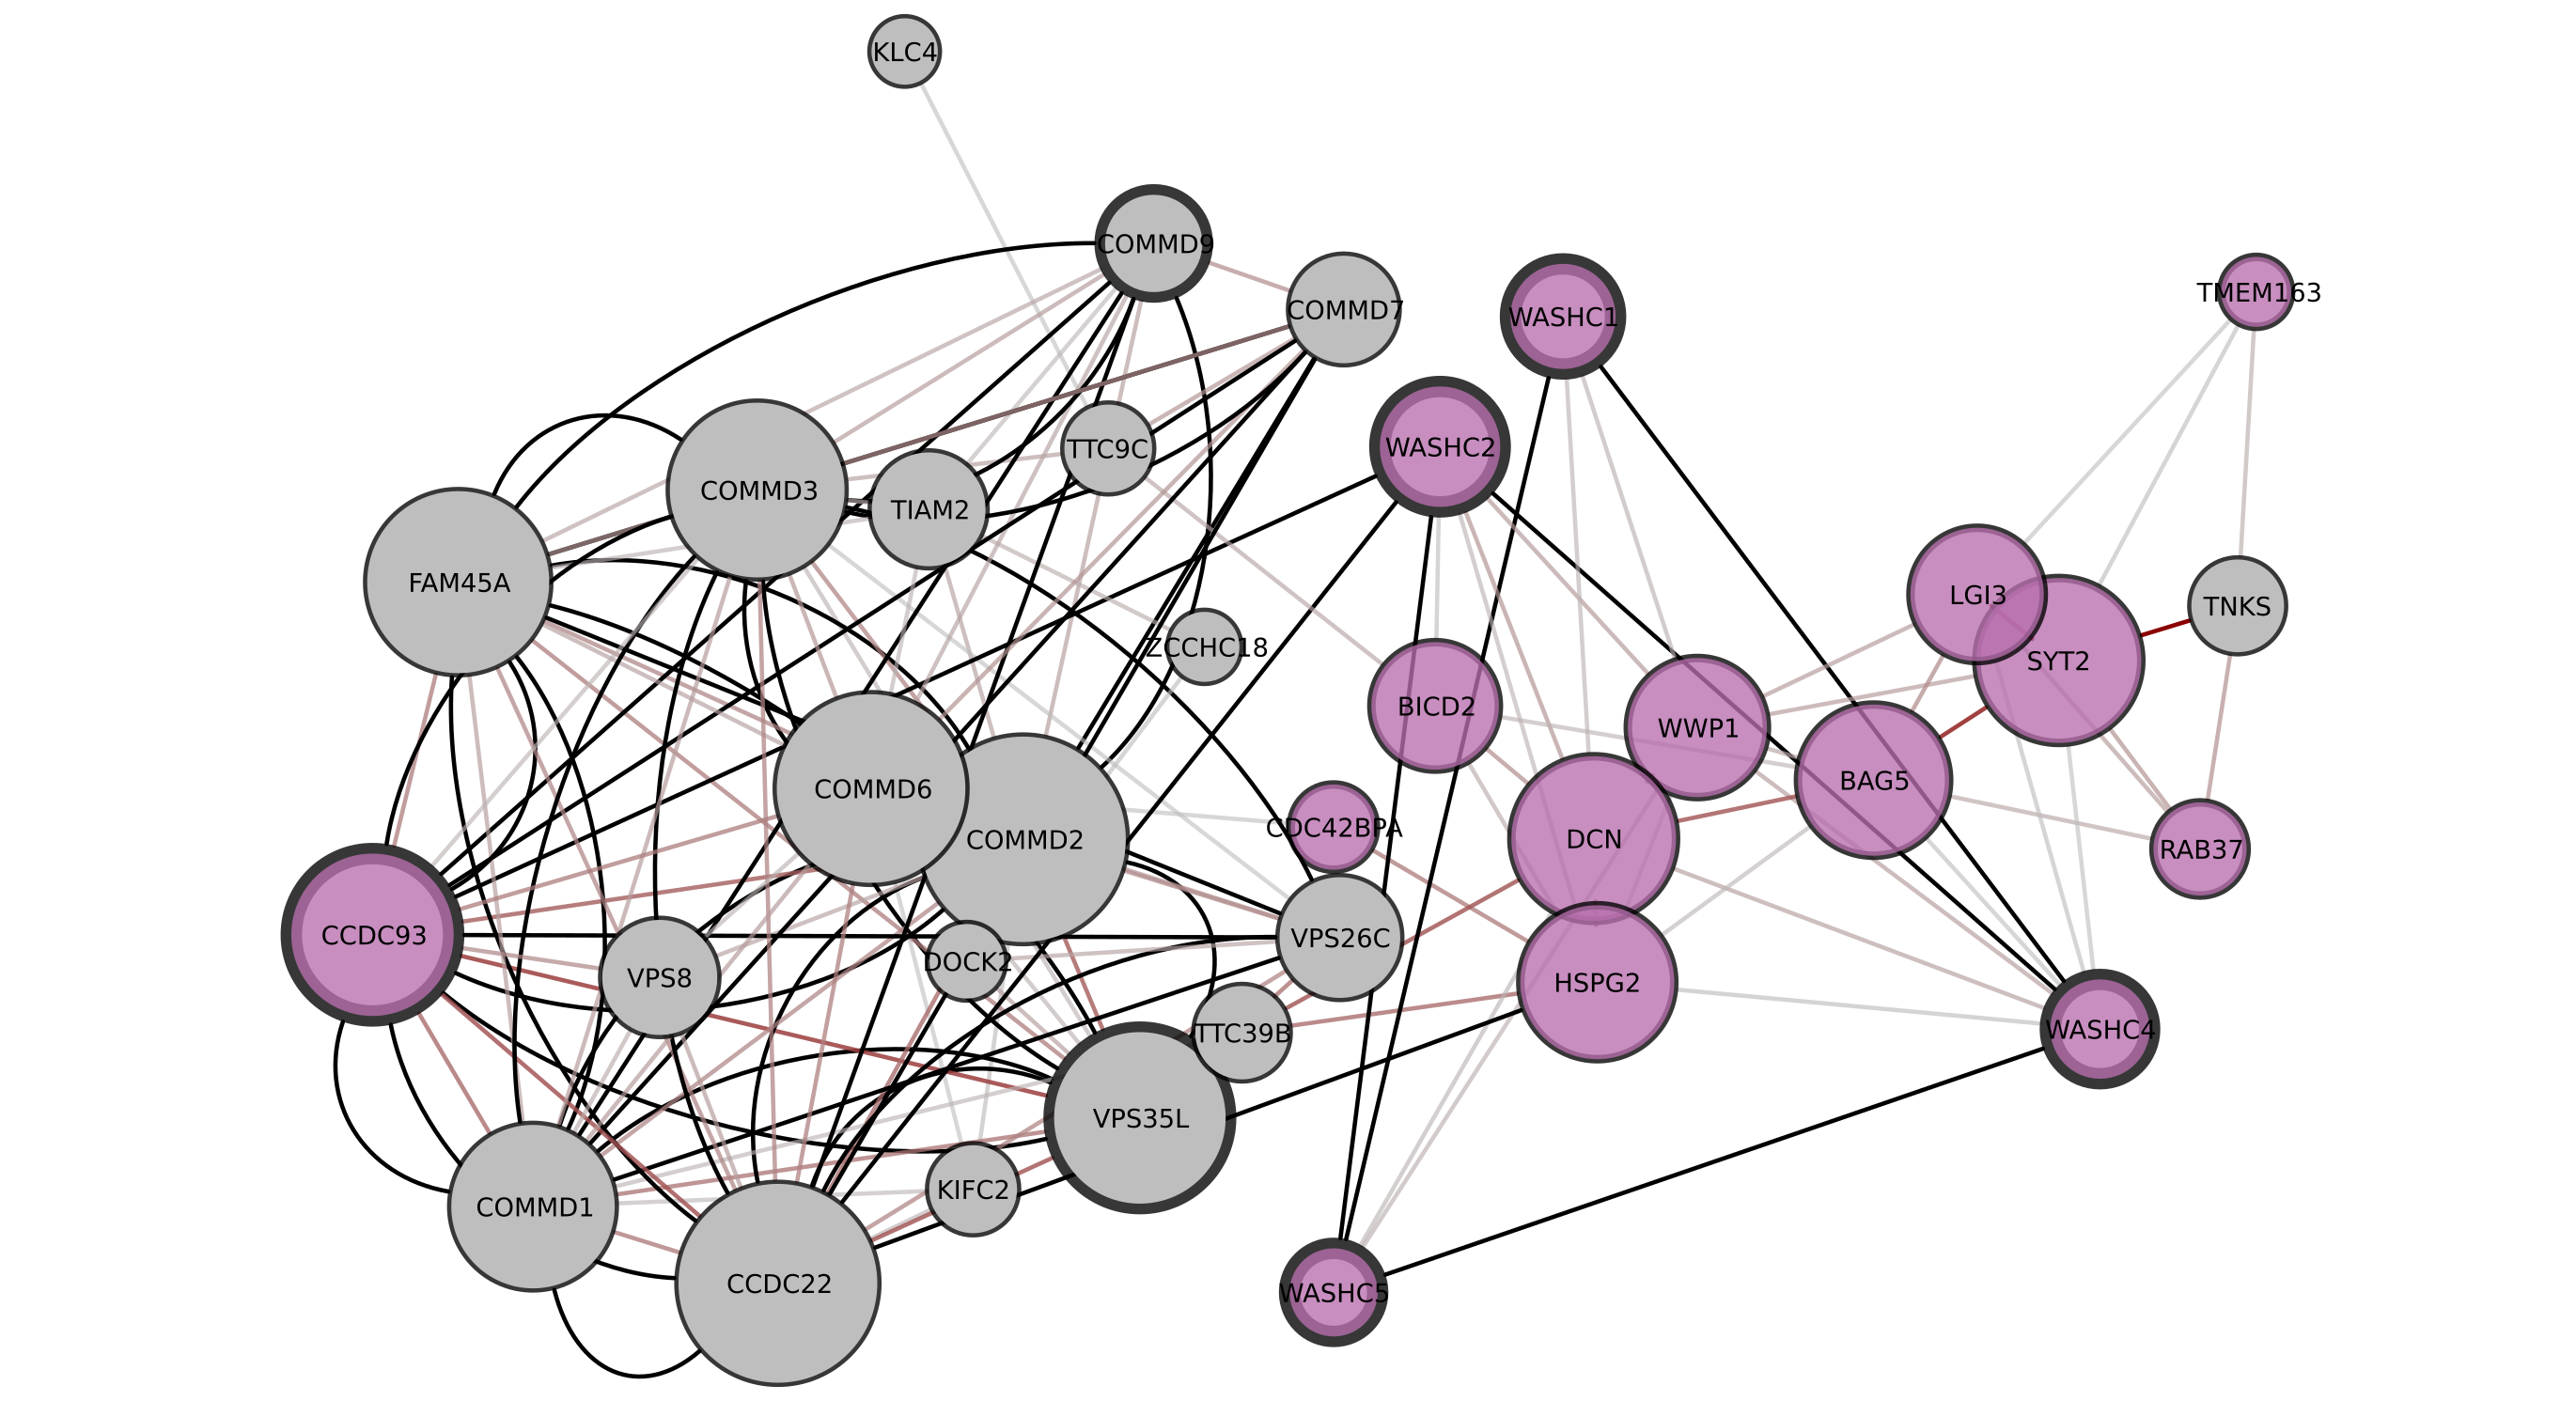 KLC4
COMMD9
TMEM163
COMMD7
WASHC1
WASHC2
TTC9C
COMMD3
TIAM2
FAM45A
LGI3
TNKS
ZCCHC18
SYT2
BICD2
WWP1
BAG5
COMMD6
CDC42BPA
COMMD2
DCN
RAB37
CCDC93
VPS26C
DOCK2
VPS8
HSPG2
TTC39B
WASHC4
VPS35L
KIFC2
COMMD1
CCDC22
WASHC5